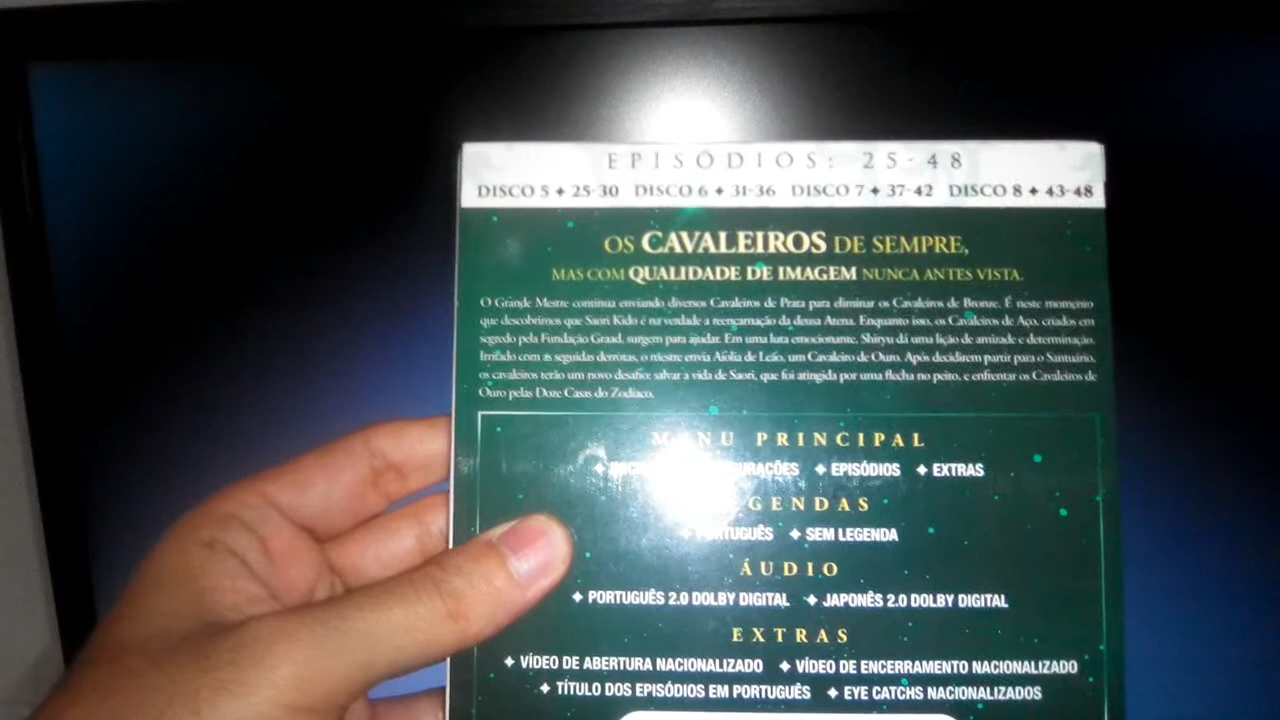 EPISÓDIOS: 25-48
DISCO 5 ✦ 25-30 DISCO 6 ✦ 31-36 DISCO 7 ✦ 37-42 DISCO 8 ✦ 43-48
OS CAVALEIROS DE SEMPRE,
MAS COM QUALIDADE DE IMAGEM NUNCA ANTES VISTA.
O Grande Mestre continua enviando diversos Cavaleiros de Prata para eliminar os Cavaleiros de Bronze. É neste momento
que descobrimos que Saori Kido é na verdade a reencarnação da deusa Atena. Enquanto isso, os Cavaleiros de Aço, criados em
segredo pela Fundação Graad, surgem para ajudar. Em uma luta emocionante, Shiryu dá uma lição de amizade e determinação.
Irritado com as seguidas derrotas, o mestre envia Aiolia de Leão, um Cavaleiro de Ouro. Após decidirem partir para o Santuário,
os cavaleiros terão um novo desafio: salvar a vida de Saori, que foi atingida por uma flecha no peito, e enfrentar os Cavaleiros de
Ouro pelas Doze Casas do Zodíaco.
MENU PRINCIPAL
✦ EPISÓDIOS ✦ EXTRAS
LEGENDAS
✦ PORTUGUÊS ✦ SEM LEGENDA
ÁUDIO
✦ PORTUGUÊS 2.0 DOLBY DIGITAL ✦ JAPONÊS 2.0 DOLBY DIGITAL
EXTRAS
✦ VÍDEO DE ABERTURA NACIONALIZADO ✦ VÍDEO DE ENCERRAMENTO NACIONALIZADO
✦ TÍTULO DOS EPISÓDIOS EM PORTUGUÊS ✦ EYE CATCHS NACIONALIZADOS